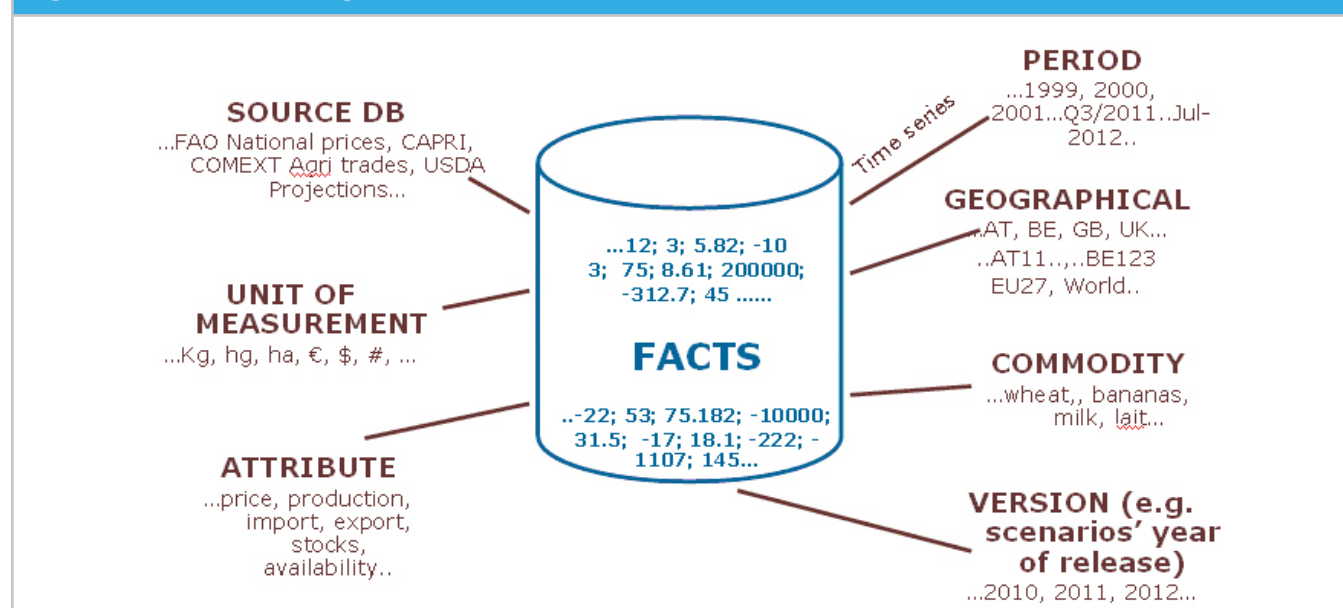 SOURCE DB
...FAO National prices, CAPRI,
COMEXT Agri trades, USDA
Projections...
UNIT OF
MEASUREMENT
...Kg, hg, ha, €, $, #, ...
ATTRIBUTE
...price, production,
import, export,
stocks,
availability..
...12; 3; 5.82; -10
3; 75; 8.61; 200000;
-312.7; 45 ......
FACTS
..-22; 53; 75.182; -10000;
31.5; -17; 18.1; -222; -
1107; 145...
Time series
PERIOD
...1999, 2000,
2001...Q3/2011..Jul-
2012..
GEOGRAPHICAL
...AT, BE, GB, UK...
..AT11..,..BE123
EU27, World..
COMMODITY
...wheat,, bananas,
milk, lait...
VERSION (e.g.
scenarios’ year
of release)
...2010, 2011, 2012...